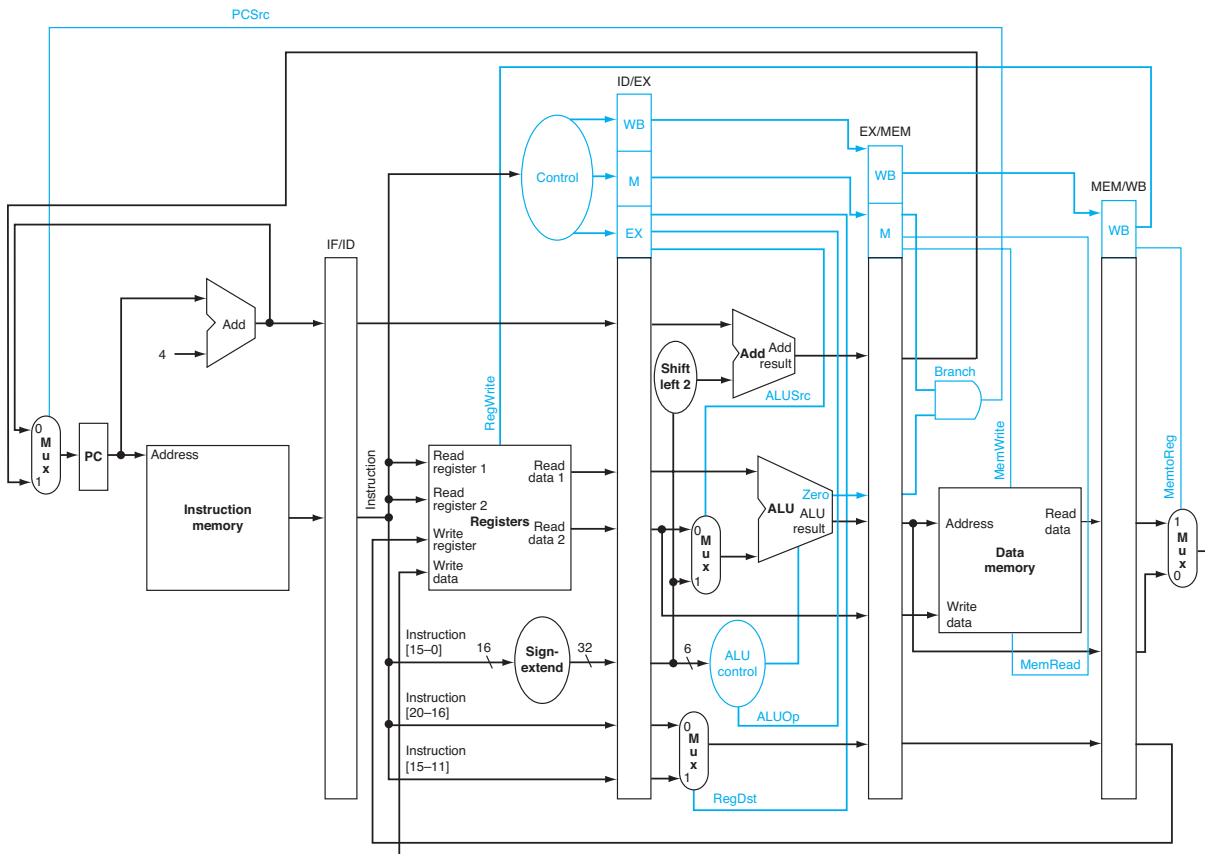 PCSrc
ID/EX
WB
EX/MEM
Control
M
WB
MEM/WB
EX
M
WB
IF/ID
Add
4
Add
Add
result
Shift
left 2
Branch
ALUSrc
RegWrite
MemWrite
MemtoReg
0
M
u
x
1
PC
Address
Instruction
memory
Instruction
Read
register 1
Read
data 1
Read
register 2
Registers
Write
register
Read
data 2
Write
data
0
M
u
x
1
Zero
ALU
ALU
result
Address
Read
data
Data
memory
Write
data
1
M
u
x
0
Instruction
[15–0]
16
Sign-
extend
32
6
ALU
control
MemRead
Instruction
[20–16]
ALUOp
0
M
u
x
1
Instruction
[15–11]
RegDst